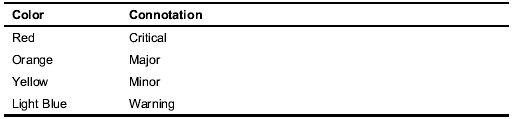 Color Connotation
Red Critical
Orange Major
Yellow Minor
Light Blue Warning